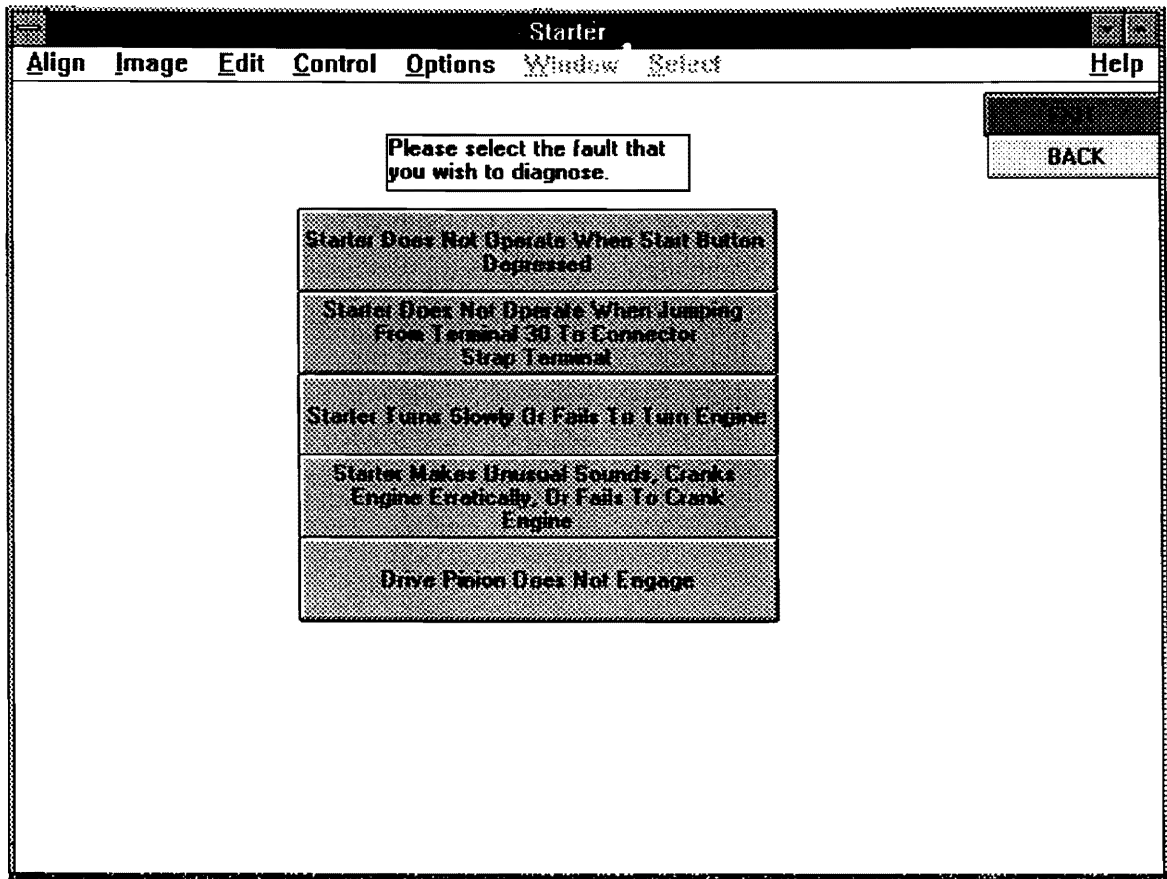 Starter
Align Image Edit Control Options Window Select Help
BACK
Please select the fault that
you wish to diagnose.
Starter Does Not Operate When Start Button
Depressed
Starter Does Not Operate When Jumping
From Terminal 30 To Connector
Strap Terminal
Starter Turns Slowly Or Fails To Turn Engine
Starter Makes Unusual Sounds, Cranks
Engine Erratically, Or Fails To Crank
Engine
Drive Pinion Does Not Engage